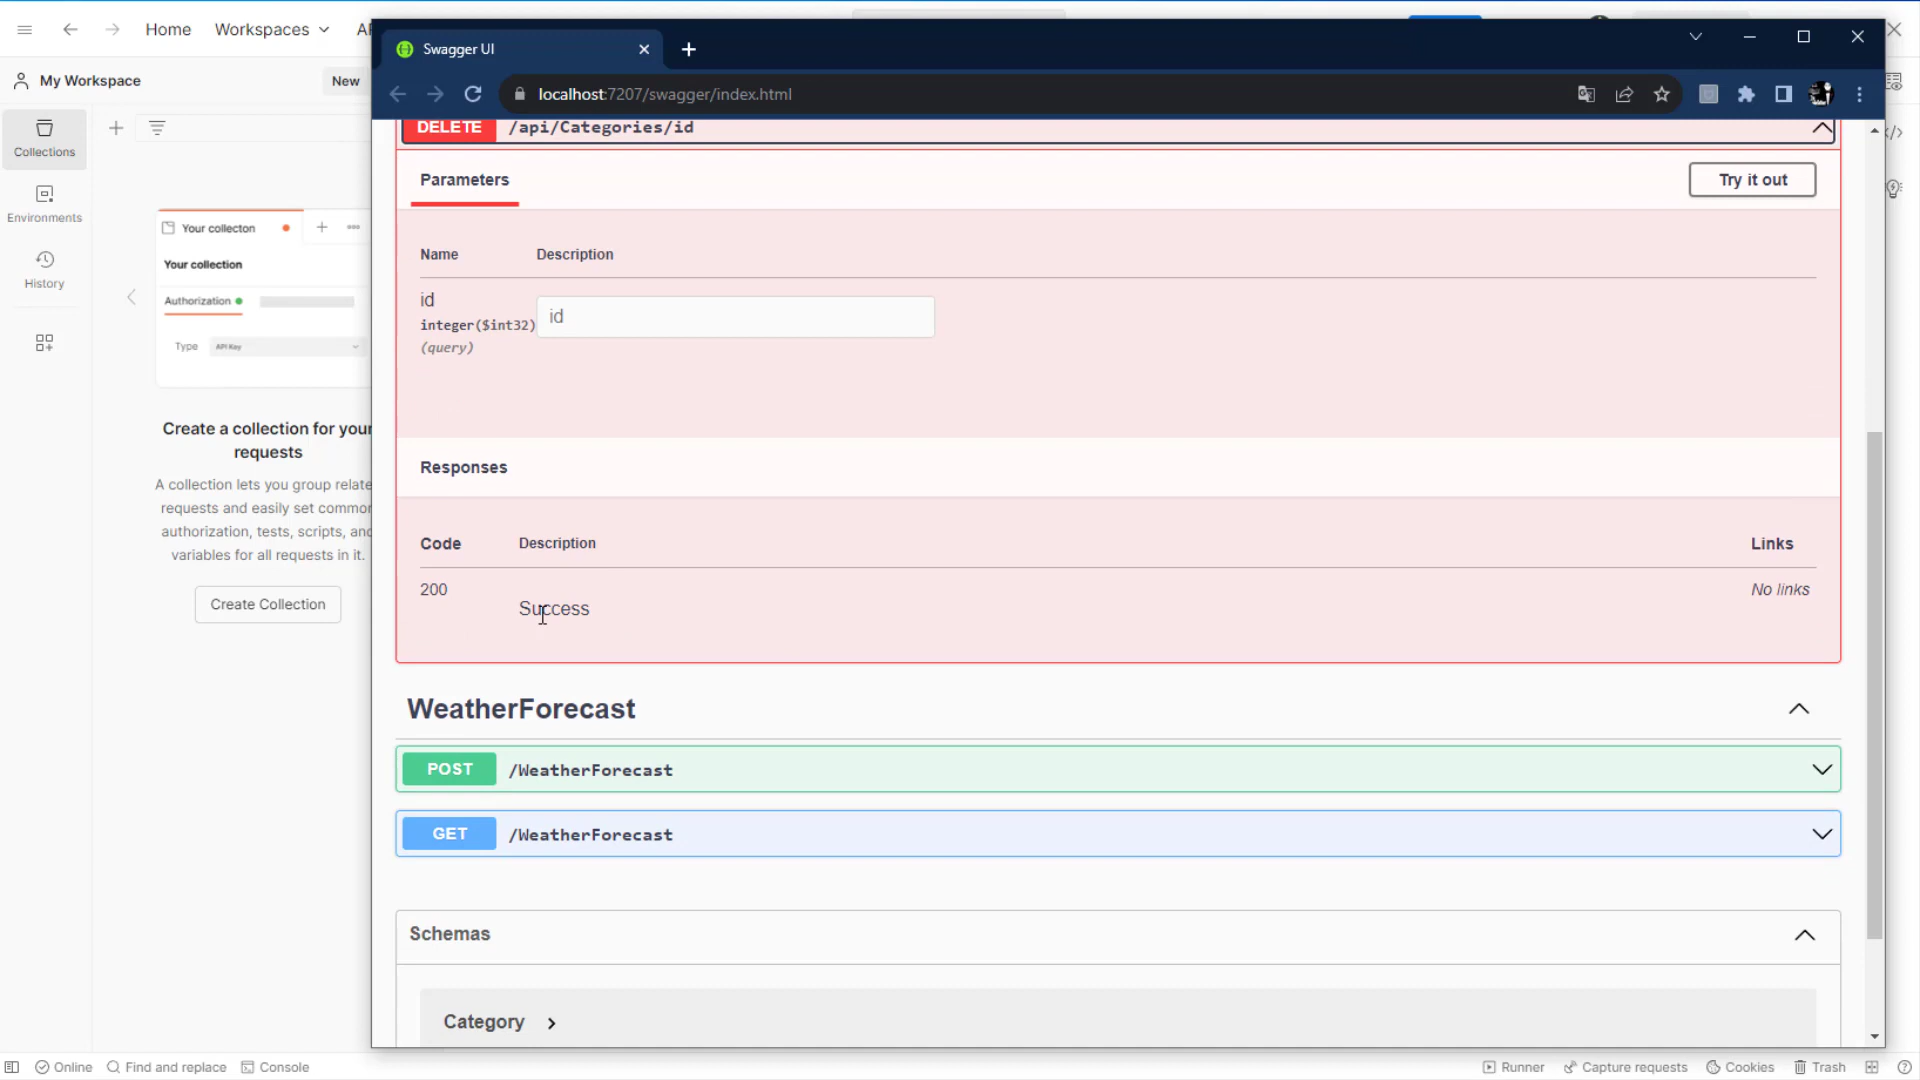 Home
Workspaces
My Workspace
New
Collections
Environments
History
Your collecton
Your collection
Authorization
Type
API Key
Create a collection for your
requests
A collection lets you group relate
requests and easily set common
authorization, tests, scripts, and
variables for all requests in it.
Create Collection
Swagger UI
localhost:7207/swagger/index.html
DELETE /api/Categories/id
Parameters
Try it out
Name Description
id
integer($int32)
(query)
id
Responses
Code Description Links
200
Success
No links
WeatherForecast
POST /WeatherForecast
GET /WeatherForecast
Schemas
Category
Online
Find and replace
Console
Runner
Capture requests
Cookies
Trash